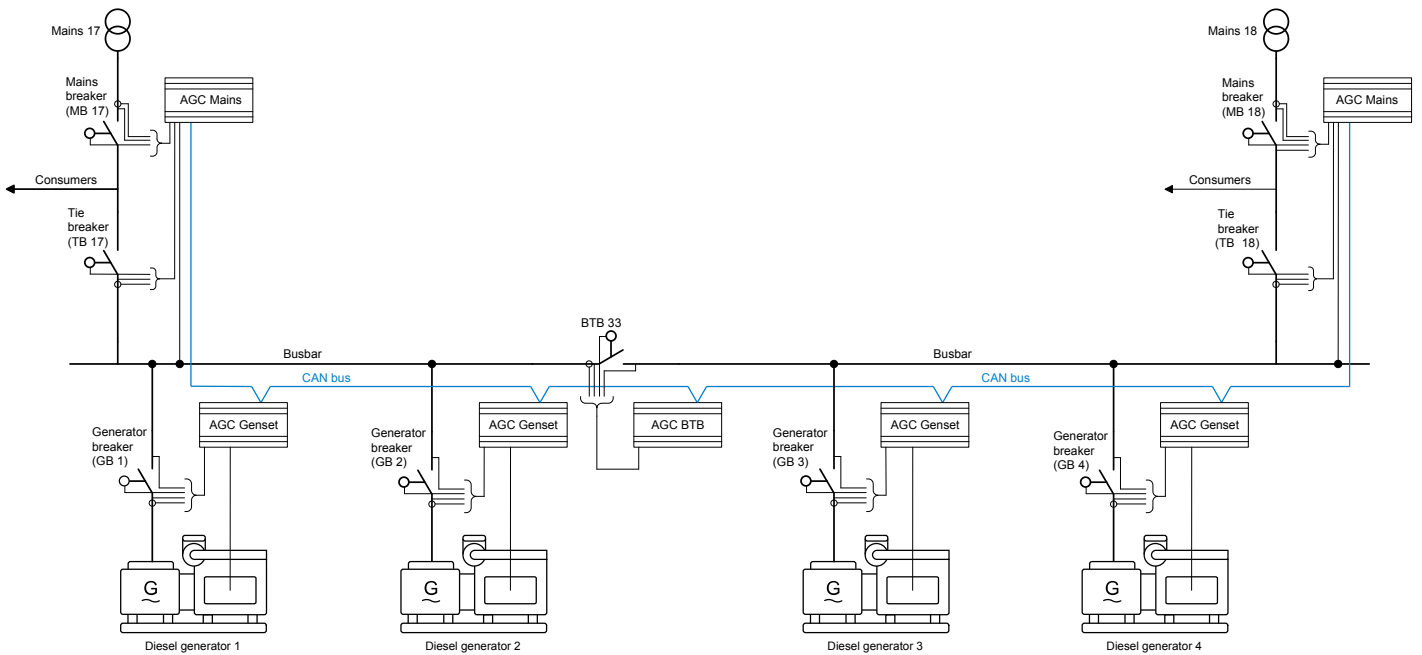 Mains 17
Mains 18
Mains
breaker
(MB 17)
AGC Mains
Mains
breaker
(MB 18)
AGC Mains
Consumers
Consumers
Tie
breaker
(TB 17)
Tie
breaker
(TB 18)
BTB 33
Busbar
Busbar
CAN bus
CAN bus
AGC Genset
AGC Genset
AGC BTB
AGC Genset
AGC Genset
Generator
breaker
(GB 1)
Generator
breaker
(GB 2)
Generator
breaker
(GB 3)
Generator
breaker
(GB 4)
G
G
G
G
Diesel generator 1
Diesel generator 2
Diesel generator 3
Diesel generator 4